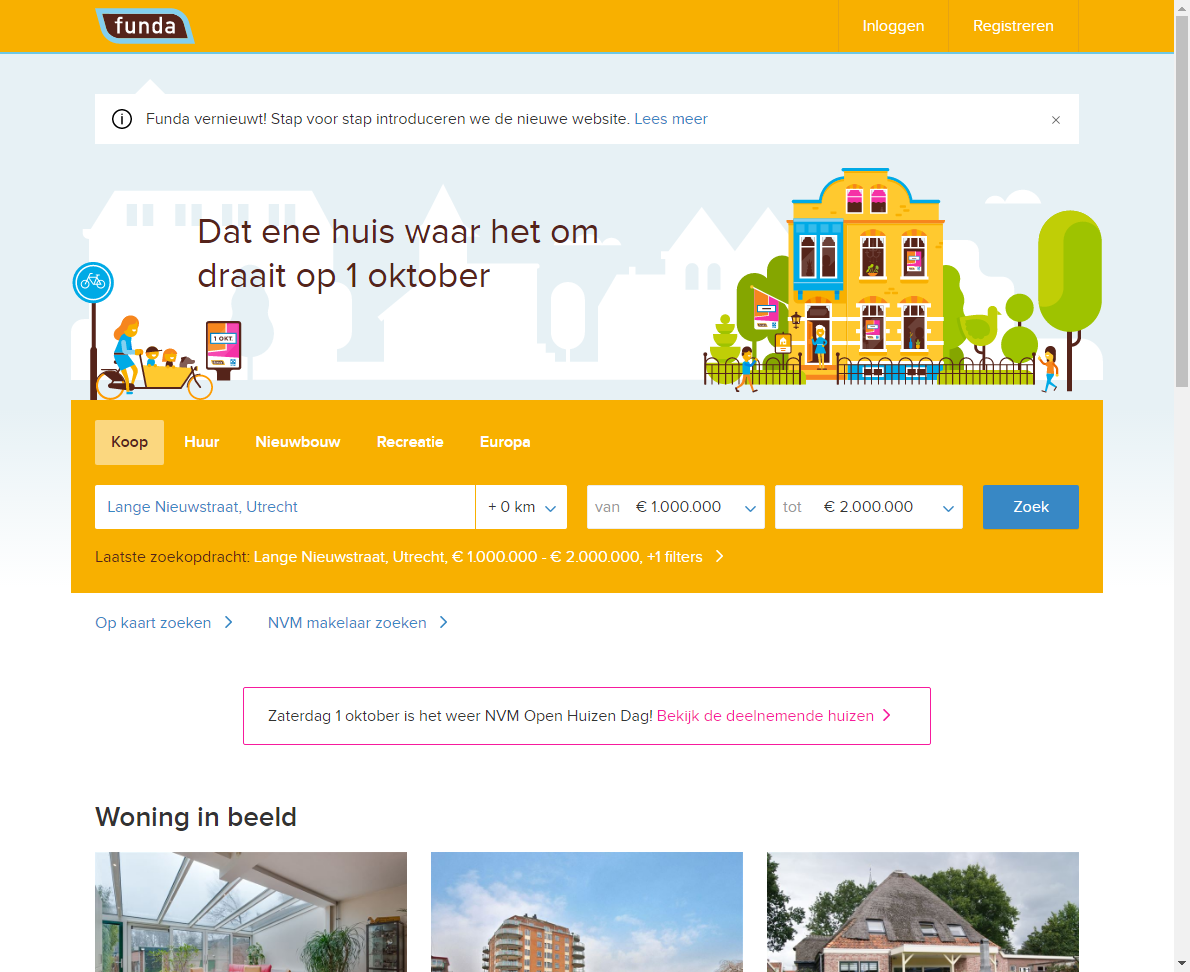 funda
Inloggen
Registreren
Funda vernieuwt! Stap voor stap introduceren we de nieuwe website. Lees meer
Dat ene huis waar het om
draait op 1 oktober
1 OKT
Koop
Huur
Nieuwbouw
Recreatie
Europa
Lange Nieuwstraat, Utrecht
+ 0 km
van € 1.000.000
tot € 2.000.000
Zoek
Laatste zoekopdracht: Lange Nieuwstraat, Utrecht, € 1.000.000 - € 2.000.000, +1 filters
Op kaart zoeken
NVM makelaar zoeken
Zaterdag 1 oktober is het weer NVM Open Huizen Dag! Bekijk de deelnemende huizen
Woning in beeld